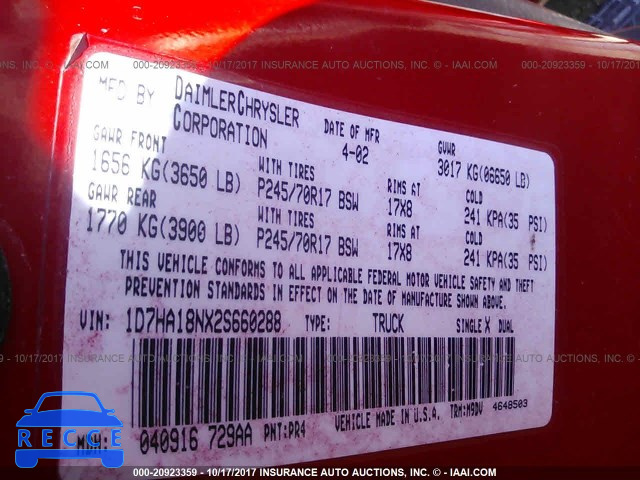 000-20923359 - 10/17/2017 INSURANCE AUTO AUCTIONS, INC. - IAAI.COM
MFD BY DAIMLERCHRYSLER CORPORATION
DATE OF MFR 4-02
GVWR 3017 KG(06650 LB)
GAWR FRONT WITH TIRES RIMS AT COLD
1656 KG(3650 LB) P245/70R17 BSW 17X8 241 KPA(35 PSI)
GAWR REAR WITH TIRES RIMS AT COLD
1770 KG(3900 LB) P245/70R17 BSW 17X8 241 KPA(35 PSI)
THIS VEHICLE CONFORMS TO ALL APPLICABLE FEDERAL MOTOR VEHICLE SAFETY AND THEFT
PREVENTION STANDARDS IN EFFECT ON THE DATE OF MANUFACTURE SHOWN ABOVE.
VIN: 1D7HA18NX2S660288 TYPE: TRUCK SINGLE X DUAL
MDH: 040916 729AA PNT:PR4 VEHICLE MADE IN U.S.A. TRM:M9DV 4648503
RECAR
000-20923359 - 10/17/2017 INSURANCE AUTO AUCTIONS, INC. - IAAI.COM